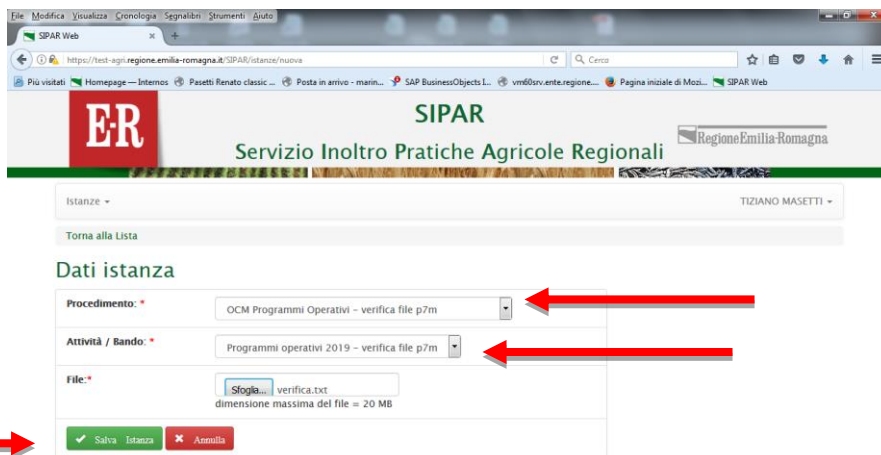 File Modifica Visualizza Cronologia Segnalibri Strumenti Aiuto
SIPAR Web × +
https://test-agri.regione.emilia-romagna.it/SIPAR/istanze/nuova Cerca
Più visitati Homepage — Internos Pasetti Renato classic ... Posta in arrivo - marin... SAP BusinessObjects I... vm60srv.ente.regione.... Pagina iniziale di Mozi... SIPAR Web
E·R
SIPAR
Servizio Inoltro Pratiche Agricole Regionali
RegioneEmilia-Romagna
Istanze TIZIANO MASETTI
Torna alla Lista
Dati istanza
Procedimento: * OCM Programmi Operativi - verifica file p7m
Attività / Bando: * Programmi operativi 2019 - verifica file p7m
File:* Sfoglia... verifica.txt
dimensione massima del file = 20 MB
Salva Istanza Annulla